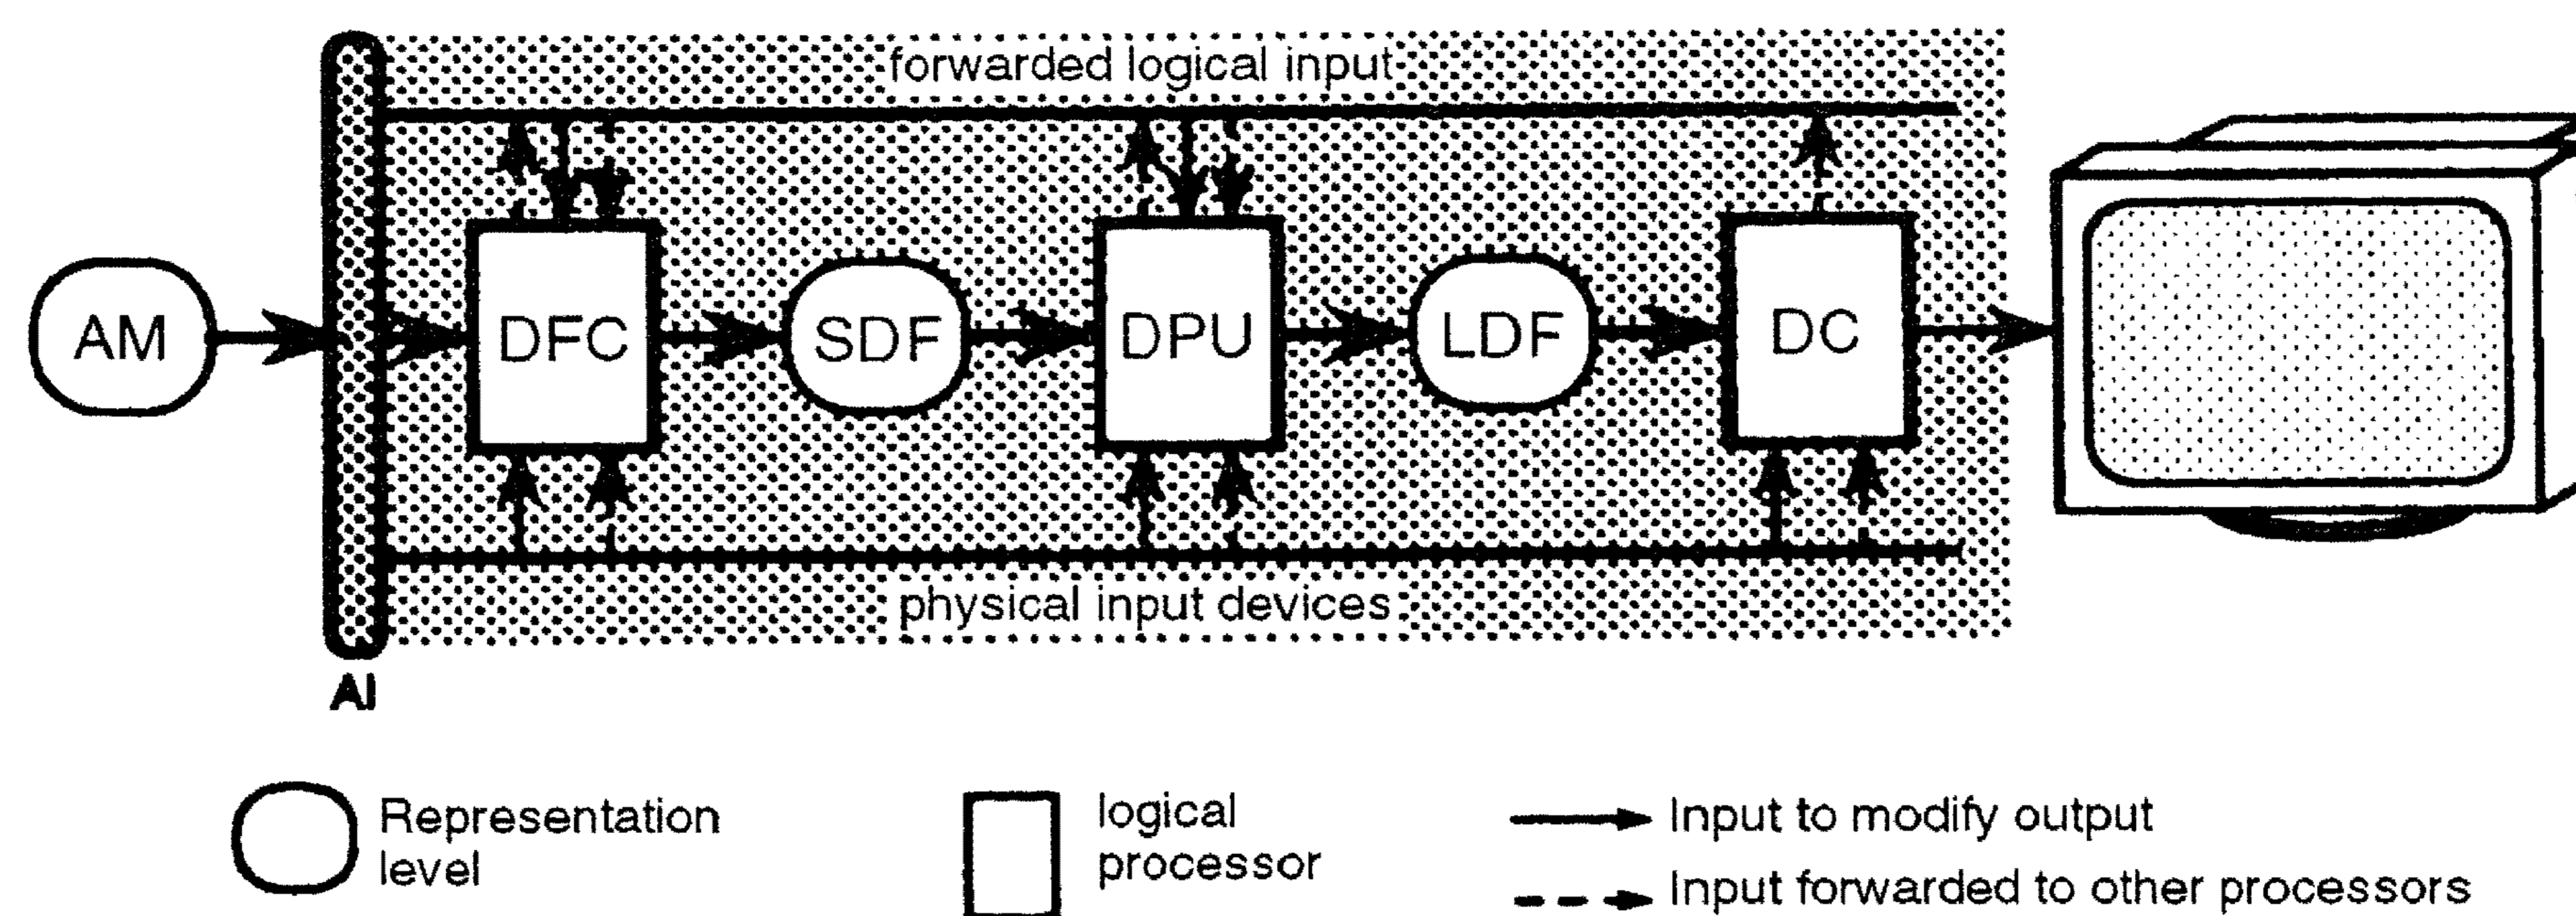 forwarded logical input
AM
DFC
SDF
DPU
LDF
DC
physical input devices
AI
Representation
level
logical
processor
Input to modify output
Input forwarded to other processors